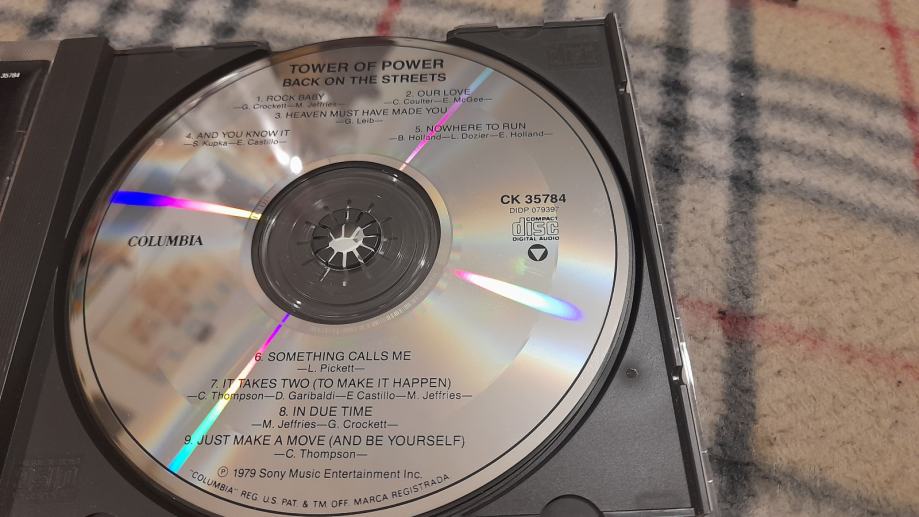 35784
TOWER OF POWER
BACK ON THE STREETS
1. ROCK BABY
—G. Crockett—M. Jeffries—
2. OUR LOVE
—C. Coulter—E. McGee—
3. HEAVEN MUST HAVE MADE YOU
—G. Leib—
4. AND YOU KNOW IT
—S. Kupka—E. Castillo—
5. NOWHERE TO RUN
—B. Holland—L. Dozier—E. Holland—
CK 35784
DIDP 079397
COMPACT
disc
DIGITAL AUDIO
COLUMBIA
6. SOMETHING CALLS ME
—L. Pickett—
7. IT TAKES TWO (TO MAKE IT HAPPEN)
—C. Thompson—D. Garibaldi—E Castillo—M. Jeffries—
8. IN DUE TIME
—M. Jeffries—G. Crockett—
9. JUST MAKE A MOVE (AND BE YOURSELF)
—C. Thompson—
℗ 1979 Sony Music Entertainment Inc.
"COLUMBIA" REG. U.S. PAT. & TM OFF. MARCA REGISTRADA